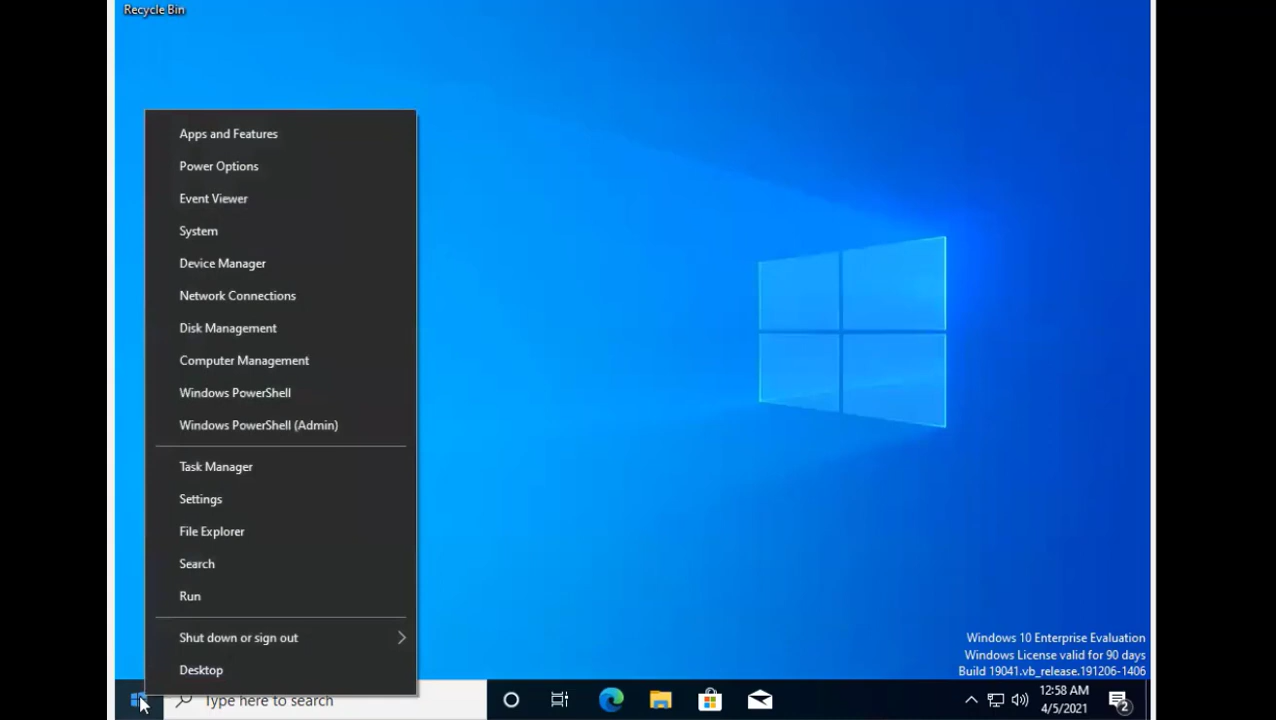 Recycle Bin
Apps and Features
Power Options
Event Viewer
System
Device Manager
Network Connections
Disk Management
Computer Management
Windows PowerShell
Windows PowerShell (Admin)
Task Manager
Settings
File Explorer
Search
Run
Shut down or sign out
Desktop
Windows 10 Enterprise Evaluation
Windows License valid for 90 days
Build 19041.vb_release.191206-1406
Type here to search
12:58 AM
4/5/2021
2